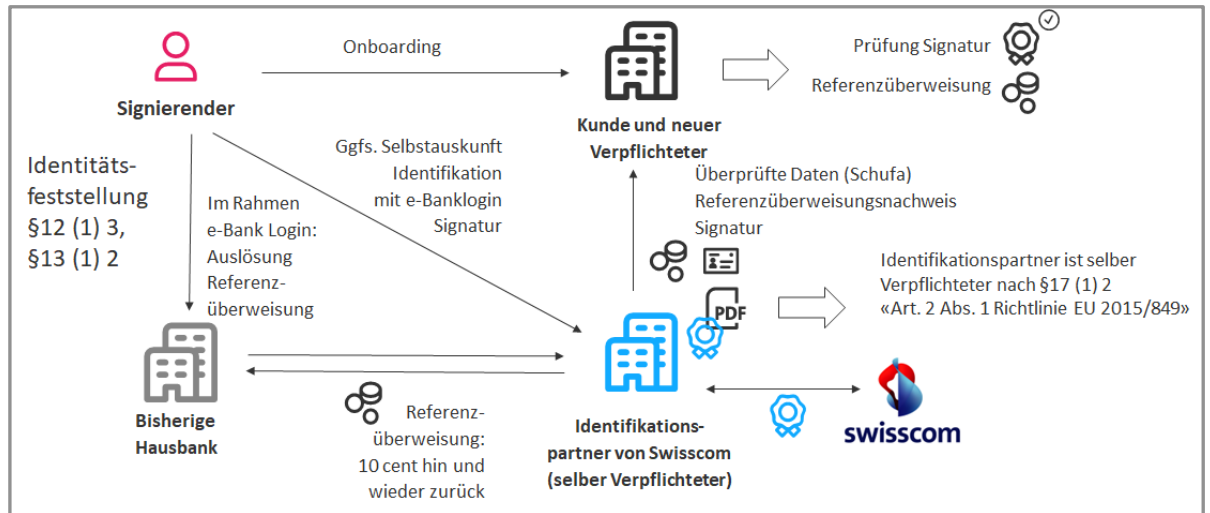 Onboarding
Signierender
Kunde und neuer
Verpflichteter
Prüfung Signatur
Referenzüberweisung
Identitäts-
feststellung
§12 (1) 3,
§13 (1) 2
Im Rahmen
e-Bank Login:
Auslösung
Referenz-
überweisung
Ggfs. Selbstauskunft
Identifikation
mit e-Banklogin
Signatur
Überprüfte Daten (Schufa)
Referenzüberweisungsnachweis
Signatur
PDF
Identifikationspartner ist selber
Verpflichteter nach §17 (1) 2
«Art. 2 Abs. 1 Richtlinie EU 2015/849»
Bisherige
Hausbank
Referenz-
überweisung:
10 cent hin und
wieder zurück
Identifikations-
partner von Swisscom
(selber Verpflichteter)
swisscom